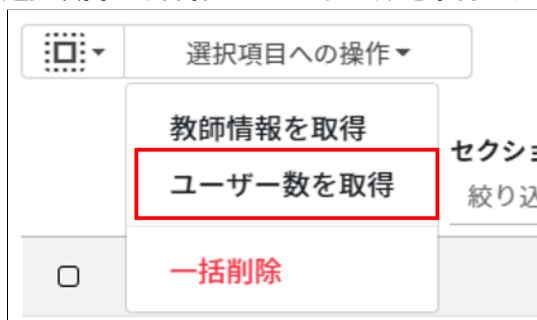 選択項目への操作
教師情報を取得
ユーザー数を取得
一括削除
セクショ
絞り込